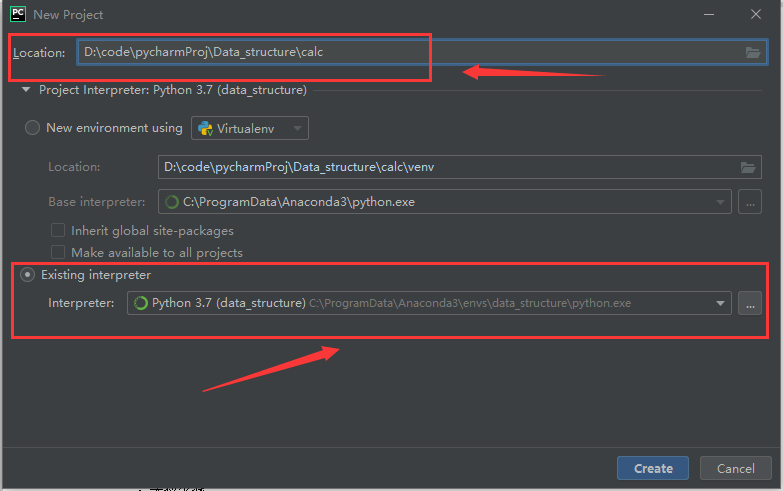 PC New Project
Location: D:\code\pycharmProj\Data_structure\calc
Project Interpreter: Python 3.7 (data_structure)
New environment using Virtualenv
Location: D:\code\pycharmProj\Data_structure\calc\venv
Base interpreter: C:\ProgramData\Anaconda3\python.exe ...
Inherit global site-packages
Make available to all projects
Existing interpreter
Interpreter: Python 3.7 (data_structure) C:\ProgramData\Anaconda3\envs\data_structure\python.exe ...
Create Cancel